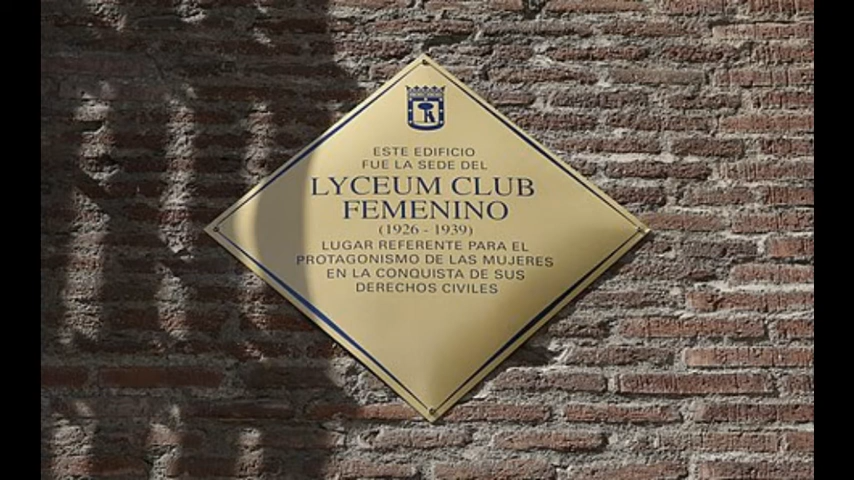 ESTE EDIFICIO
FUE LA SEDE DEL
LYCEUM CLUB
FEMENINO
(1926 - 1939)
LUGAR REFERENTE PARA EL
PROTAGONISMO DE LAS MUJERES
EN LA CONQUISTA DE SUS
DERECHOS CIVILES